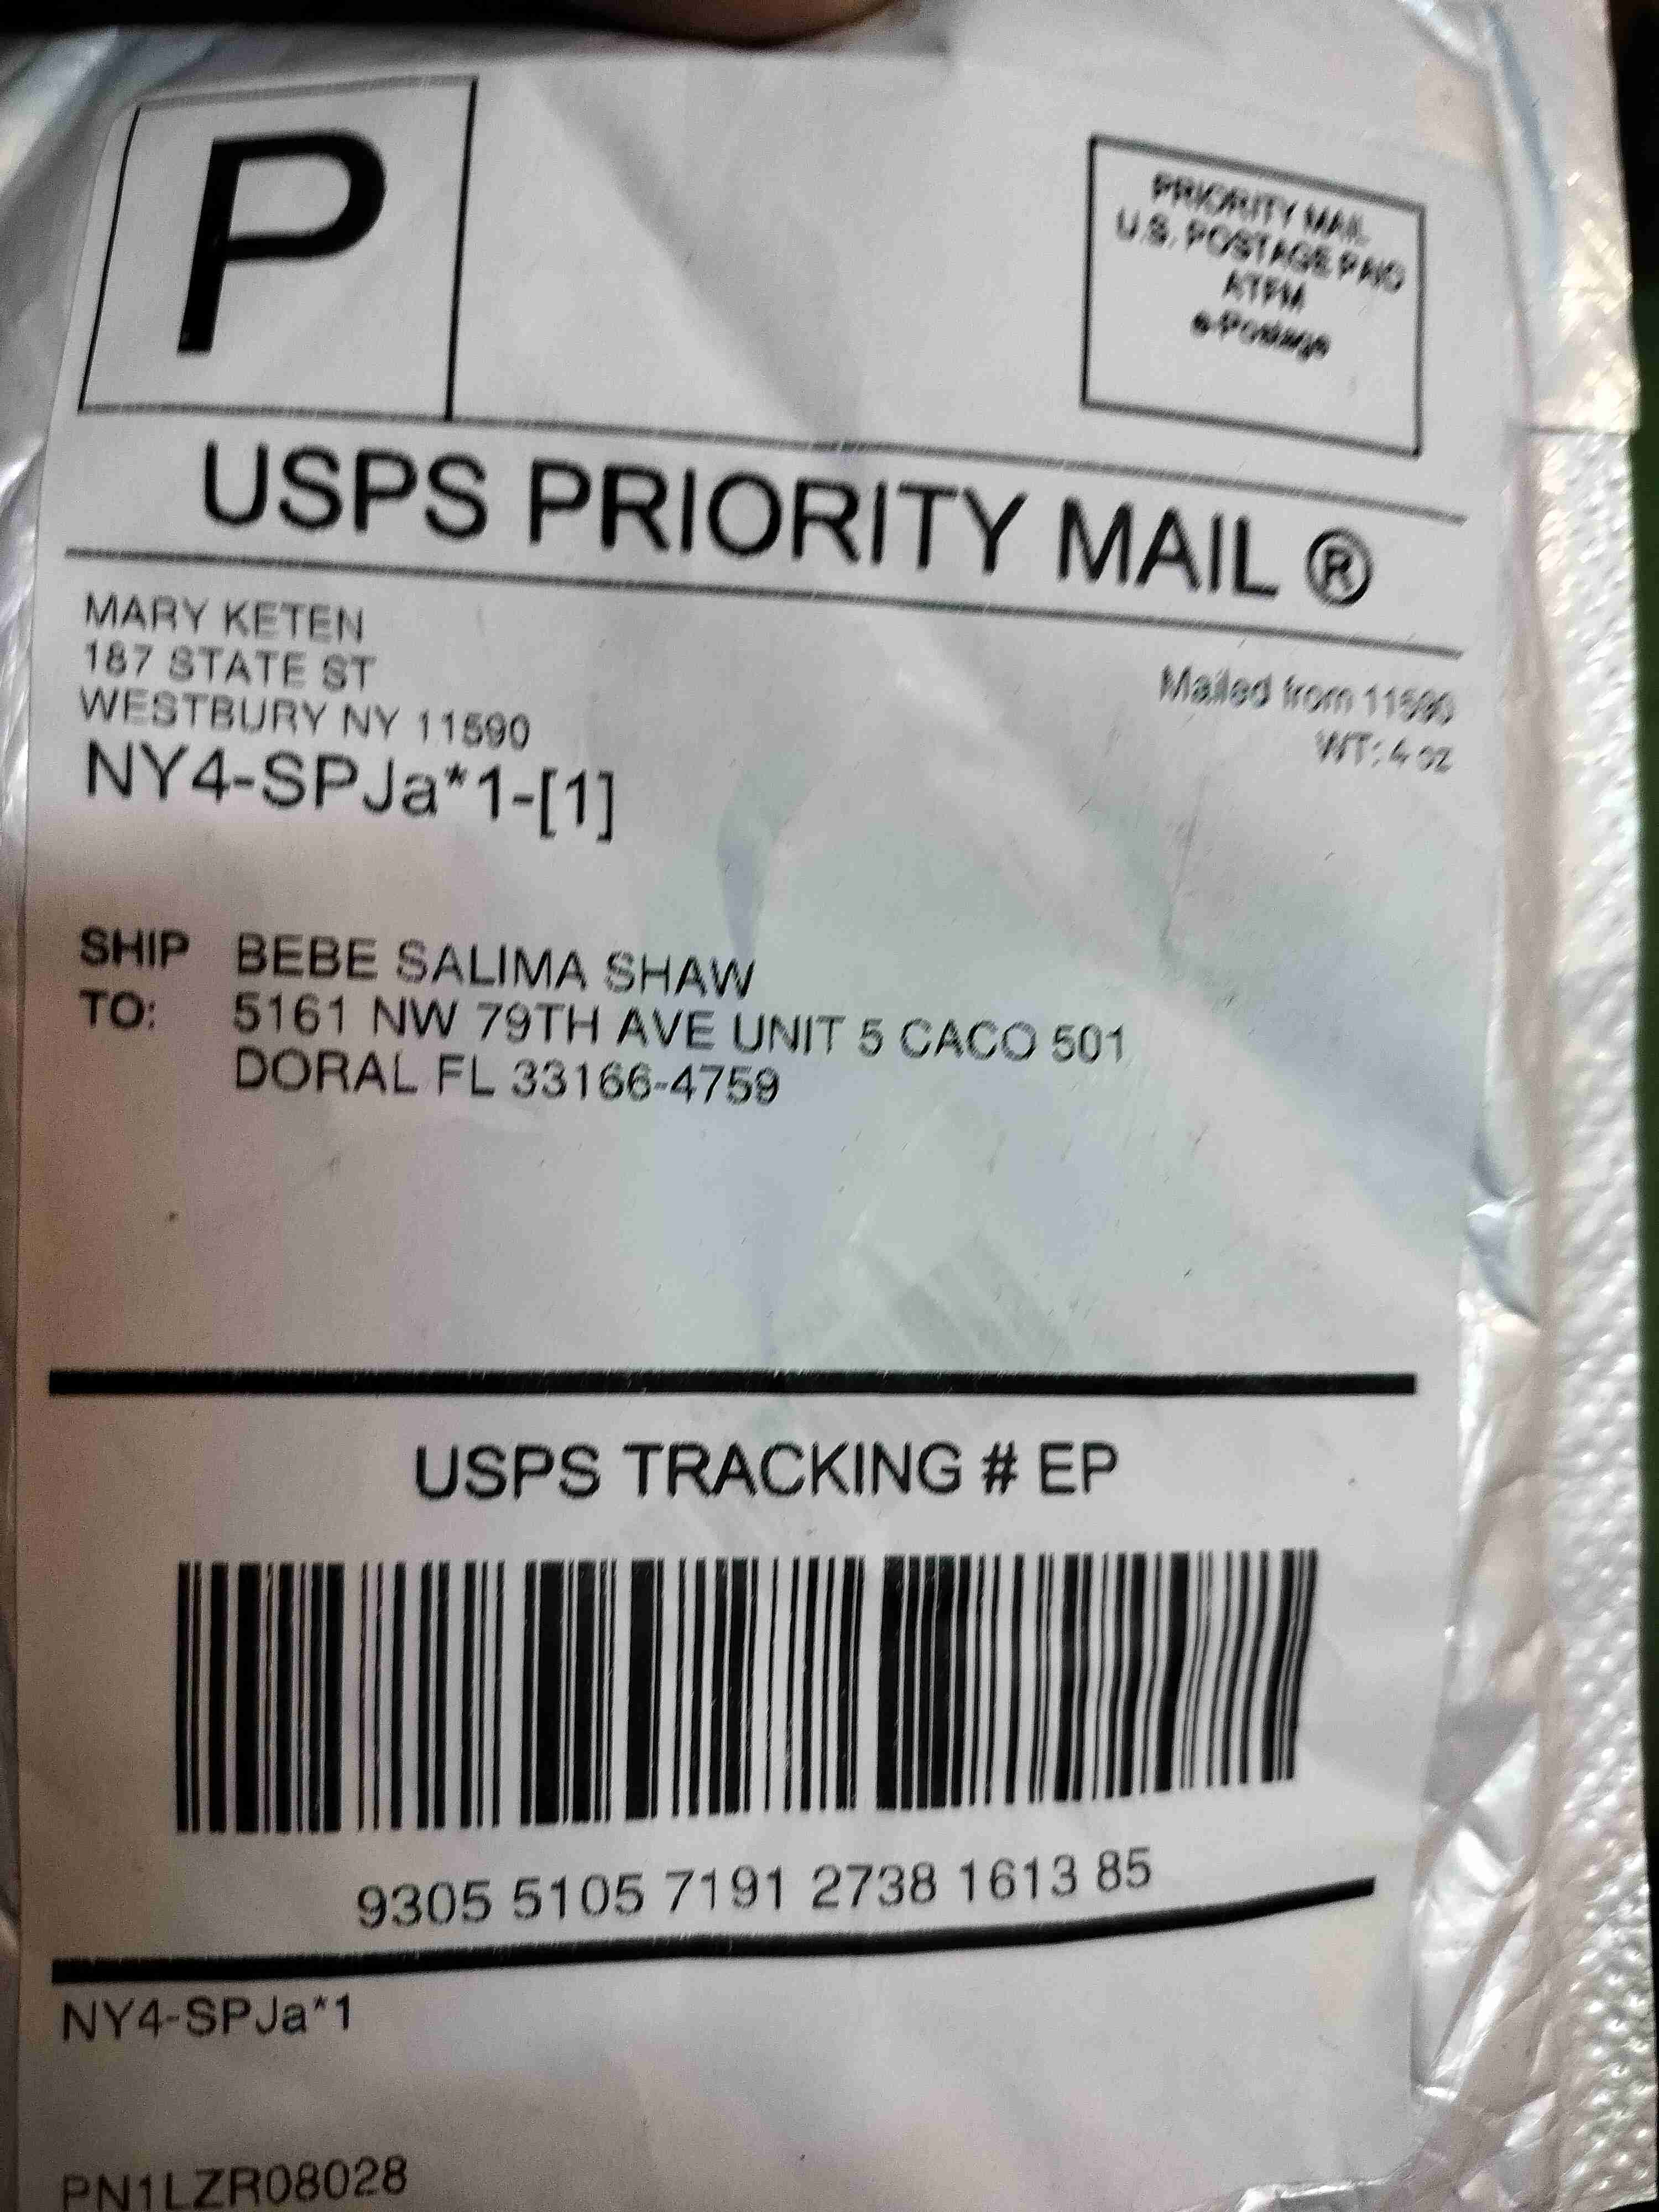 P
PRIORITY MAIL
U.S. POSTAGE PAID
ATFM
e-Postage
USPS PRIORITY MAIL ®
MARY KETEN
187 STATE ST
WESTBURY NY 11590
Mailed from 11590
WT: 4 oz
NY4-SPJa*1-[1]
SHIP TO: BEBE SALIMA SHAW
5161 NW 79TH AVE UNIT 5 CACO 501
DORAL FL 33166-4759
USPS TRACKING # EP
9305 5105 7191 2738 1613 85
NY4-SPJa*1
PN1LZR08028